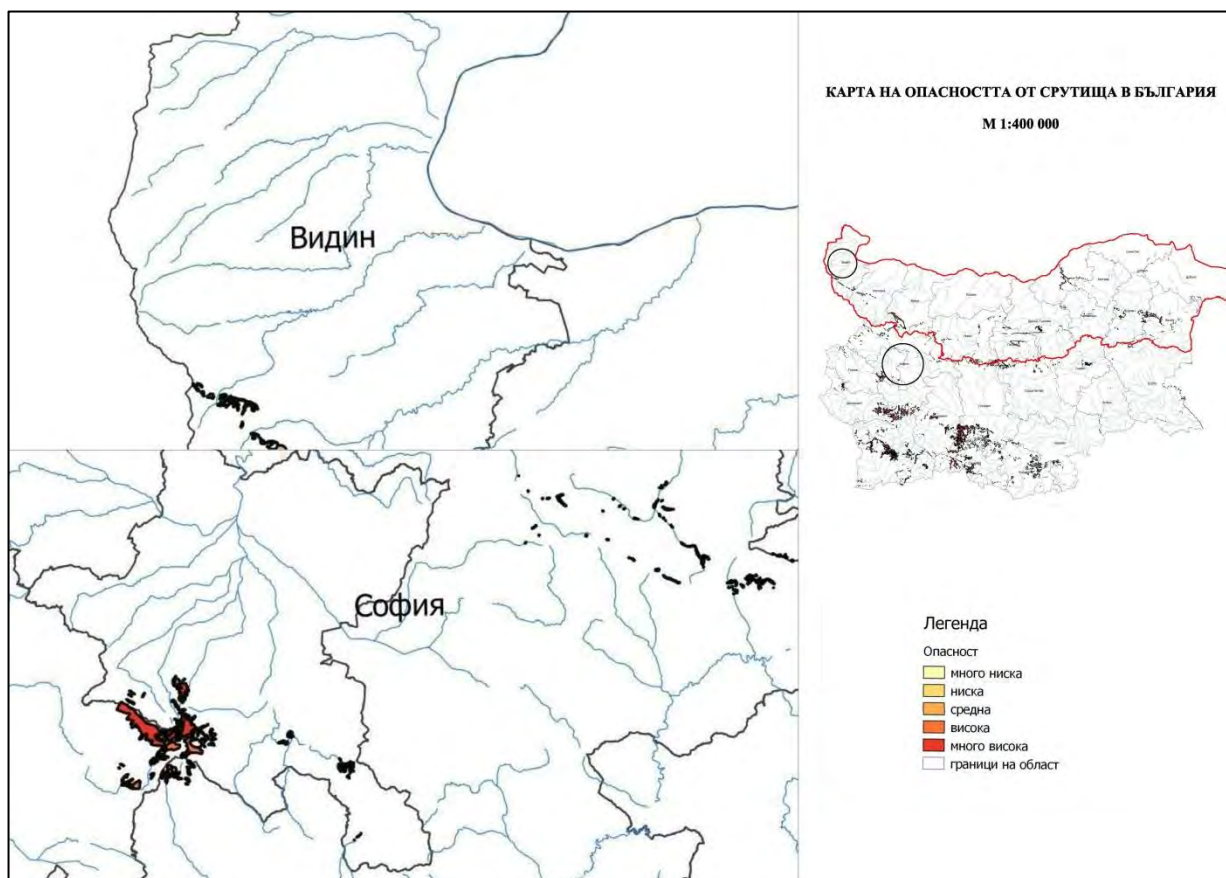 КАРТА НА ОПАСНОСТТА ОТ СРУТИЩА В БЪЛГАРИЯ
М 1:400 000
Видин
София
Легенда
Опасност
много ниска
ниска
средна
висока
много висока
граници на област